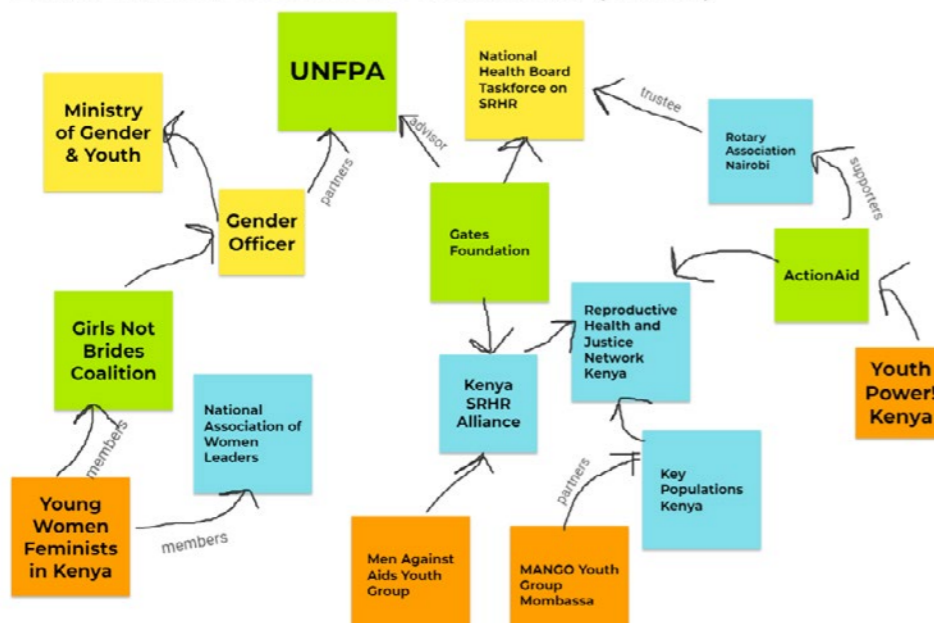 UNFPA
National
Health Board
Taskforce on
SRHR
Ministry
of Gender
& Youth
trustee
Rotary
Association
Nairobi
advisor
partners
supporters
Gender
Officer
Gates
Foundation
ActionAid
Girls Not
Brides
Coalition
Reproductive
Health and
Justice
Network
Kenya
Youth
Power!
Kenya
National
Association of
Women
Leaders
Kenya
SRHR
Alliance
members
Key
Populations
Kenya
partners
Young
Women
Feminists
in Kenya
members
Men Against
Aids Youth
Group
MANGO Youth
Group
Mombassa